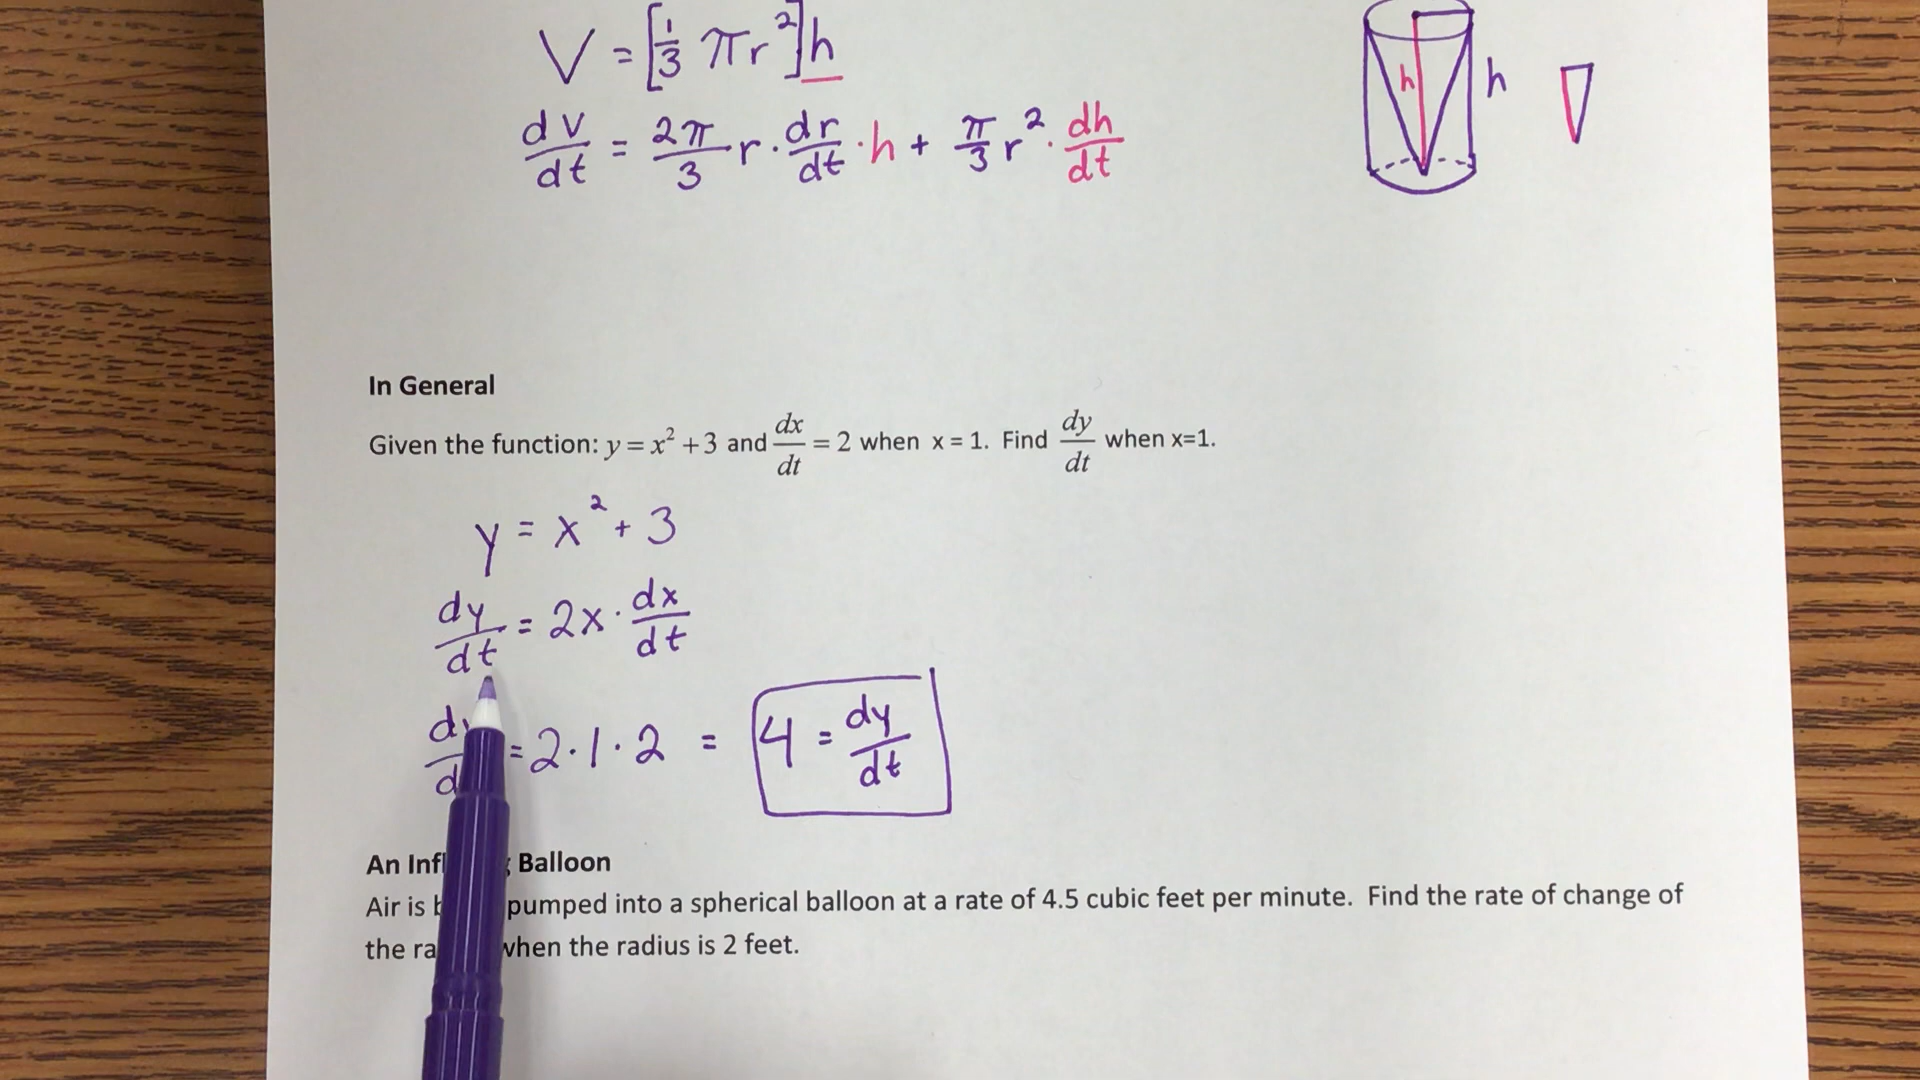 V = [1/3 πr²]h
dv/dt = 2π/3 r · dr/dt · h + π/3 r² · dh/dt
h h
In General
Given the function: y = x² + 3 and dx/dt = 2 when x = 1. Find dy/dt when x=1.
y = x² + 3
dy/dt = 2x · dx/dt
= 2 · 1 · 2 = 4 = dy/dt
An Balloon
Air is pumped into a spherical balloon at a rate of 4.5 cubic feet per minute. Find the rate of change of
the when the radius is 2 feet.